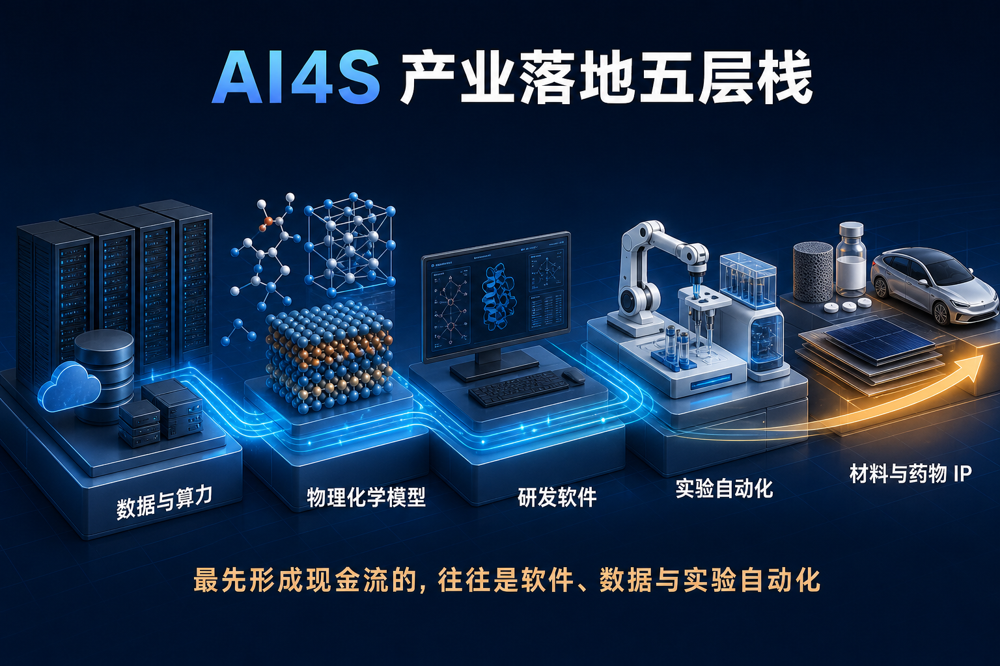 AI4S 产业落地五层栈
数据与算力
物理化学模型
研发软件
实验自动化
材料与药物 IP
最先形成现金流的，往往是软件、数据与实验自动化